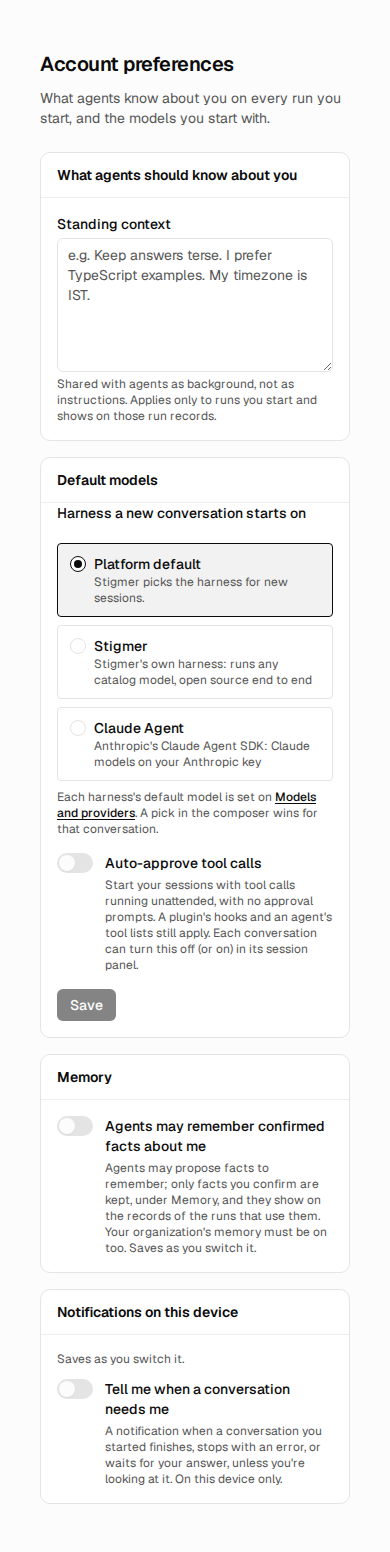 Account preferences
What agents know about you on every run you
start, and the models you start with.
What agents should know about you
Standing context
e.g. Keep answers terse. I prefer
TypeScript examples. My timezone is
IST.
Shared with agents as background, not as
instructions. Applies only to runs you start and
shows on those run records.
Default models
Harness a new conversation starts on
Platform default
Stigmer picks the harness for new
sessions.
Stigmer
Stigmer's own harness: runs any
catalog model, open source end to end
Claude Agent
Anthropic's Claude Agent SDK: Claude
models on your Anthropic key
Each harness's default model is set on Models
and providers. A pick in the composer wins for
that conversation.
Auto-approve tool calls
Start your sessions with tool calls
running unattended, with no approval
prompts. A plugin's hooks and an agent's
tool lists still apply. Each conversation
can turn this off (or on) in its session
panel.
Save
Memory
Agents may remember confirmed
facts about me
Agents may propose facts to
remember; only facts you confirm are
kept, under Memory, and they show on
the records of the runs that use them.
Your organization's memory must be on
too. Saves as you switch it.
Notifications on this device
Saves as you switch it.
Tell me when a conversation
needs me
A notification when a conversation you
started finishes, stops with an error, or
waits for your answer, unless you're
looking at it. On this device only.